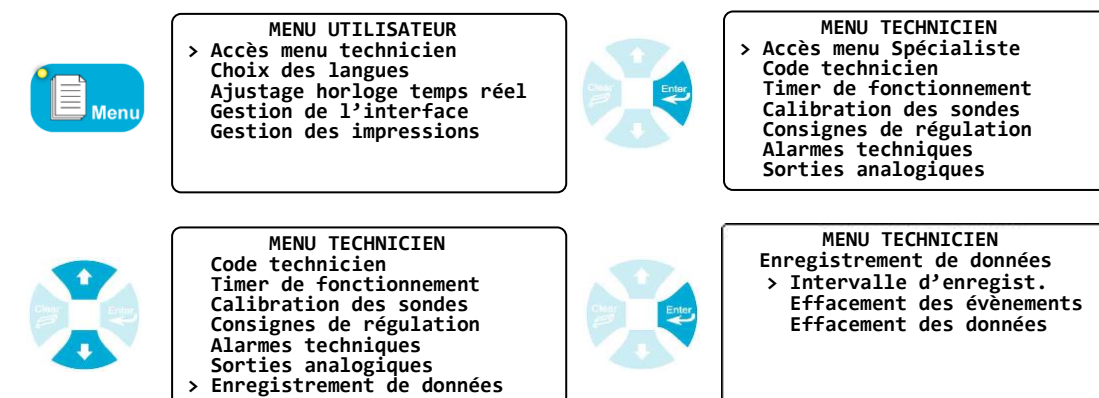 Menu
MENU UTILISATEUR
> Accès menu technicien
Choix des langues
Ajustage horloge temps réel
Gestion de l’interface
Gestion des impressions
Clear
Enter
MENU TECHNICIEN
> Accès menu Spécialiste
Code technicien
Timer de fonctionnement
Calibration des sondes
Consignes de régulation
Alarmes techniques
Sorties analogiques
Clear
Enter
MENU TECHNICIEN
Code technicien
Timer de fonctionnement
Calibration des sondes
Consignes de régulation
Alarmes techniques
Sorties analogiques
> Enregistrement de données
Clear
Enter
MENU TECHNICIEN
Enregistrement de données
> Intervalle d’enregist.
Effacement des évènements
Effacement des données